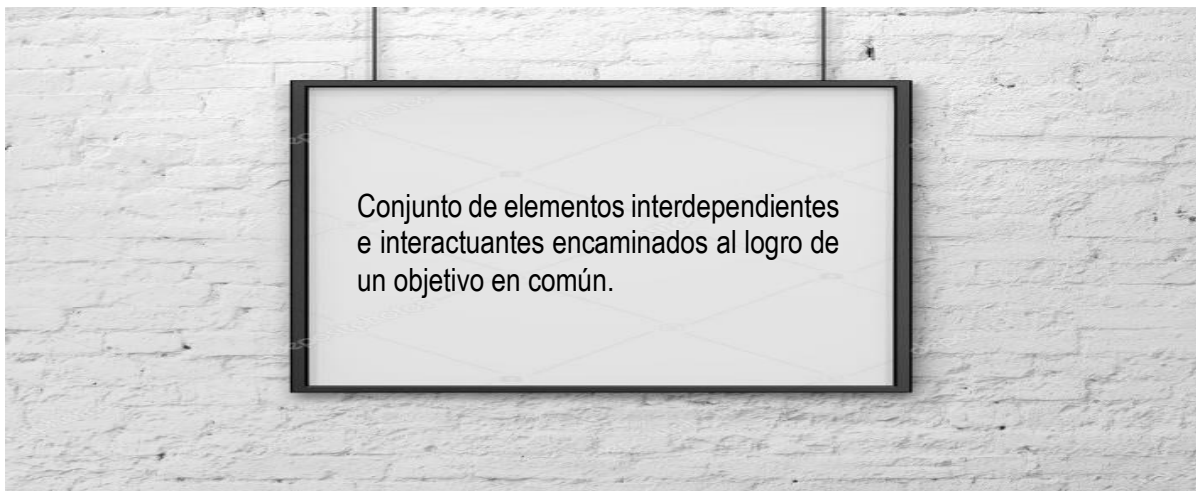 Conjunto de elementos interdependientes
e interactuantes encaminados al logro de
un objetivo en común.